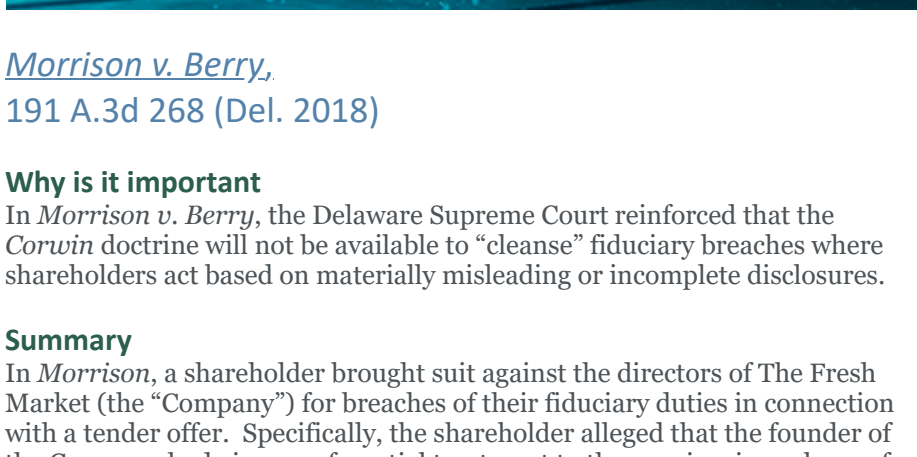 Morrison v. Berry,
191 A.3d 268 (Del. 2018)
Why is it important
In Morrison v. Berry, the Delaware Supreme Court reinforced that the
Corwin doctrine will not be available to “cleanse” fiduciary breaches where
shareholders act based on materially misleading or incomplete disclosures.
Summary
In Morrison, a shareholder brought suit against the directors of The Fresh
Market (the “Company”) for breaches of their fiduciary duties in connection
with a tender offer.  Specifically, the shareholder alleged that the founder of